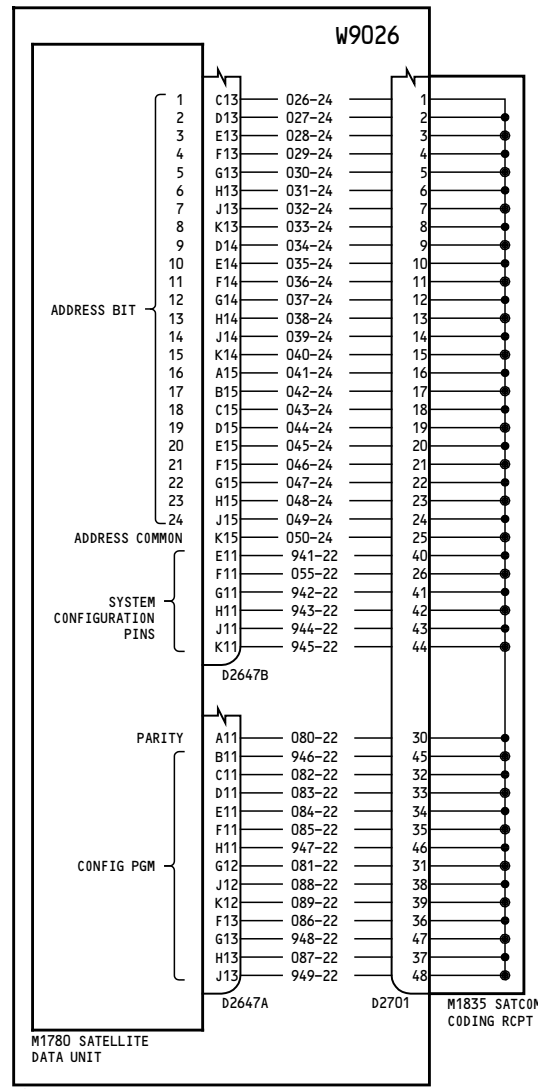 W9026
1 C13 026-24 1
2 D13 027-24 2
3 E13 028-24 3
4 F13 029-24 4
5 G13 030-24 5
6 H13 031-24 6
7 J13 032-24 7
8 K13 033-24 8
9 D14 034-24 9
10 E14 035-24 10
11 F14 036-24 11
12 G14 037-24 12
ADDRESS BIT
13 H14 038-24 13
14 J14 039-24 14
15 K14 040-24 15
16 A15 041-24 16
17 B15 042-24 17
18 C15 043-24 18
19 D15 044-24 19
20 E15 045-24 20
21 F15 046-24 21
22 G15 047-24 22
23 H15 048-24 23
24 J15 049-24 24
ADDRESS COMMON K15 050-24 25
E11 941-22 40
F11 055-22 26
G11 942-22 41
SYSTEM
CONFIGURATION
PINS
H11 943-22 42
J11 944-22 43
K11 945-22 44
D2647B
PARITY A11 080-22 30
B11 946-22 45
C11 082-22 32
D11 083-22 33
E11 084-22 34
F11 085-22 35
H11 947-22 46
CONFIG PGM G12 081-22 31
J12 088-22 38
K12 089-22 39
F13 086-22 36
G13 948-22 47
H13 087-22 37
J13 949-22 48
D2647A D2701
M1835 SATCOM
CODING RCPT
M1780 SATELLITE
DATA UNIT